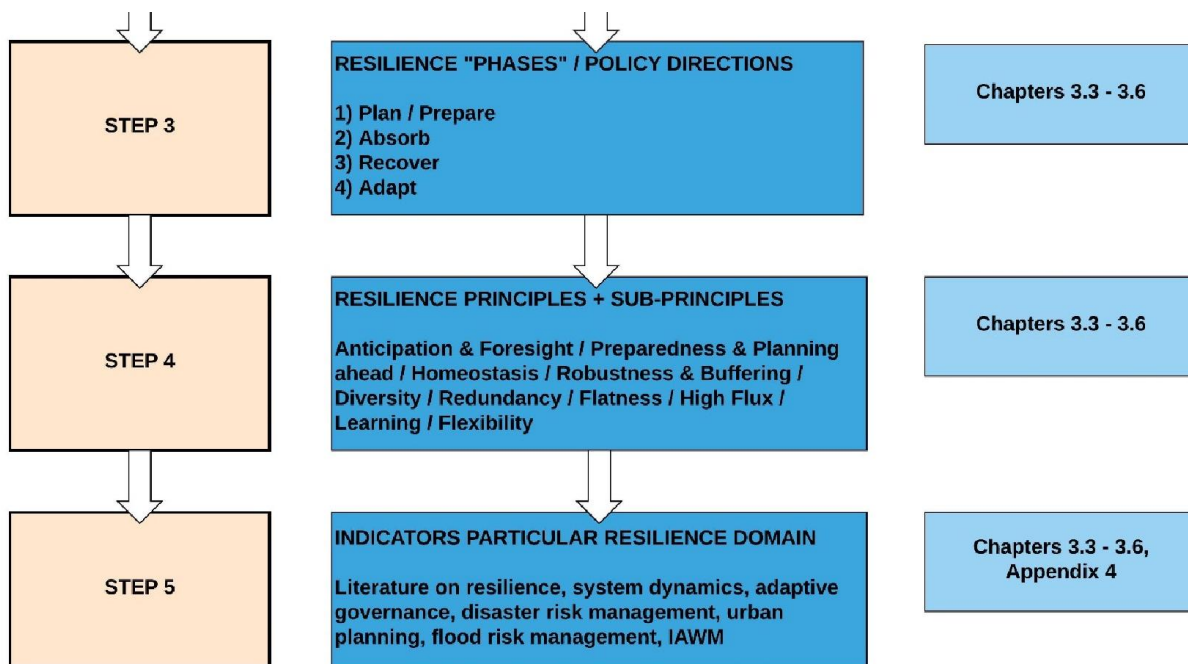 STEP 3
RESILIENCE "PHASES" / POLICY DIRECTIONS
1) Plan / Prepare
2) Absorb
3) Recover
4) Adapt
Chapters 3.3 - 3.6
STEP 4
RESILIENCE PRINCIPLES + SUB-PRINCIPLES
Anticipation & Foresight / Preparedness & Planning
ahead / Homeostasis / Robustness & Buffering /
Diversity / Redundancy / Flatness / High Flux /
Learning / Flexibility
Chapters 3.3 - 3.6
STEP 5
INDICATORS PARTICULAR RESILIENCE DOMAIN
Literature on resilience, system dynamics, adaptive
governance, disaster risk management, urban
planning, flood risk management, IAWM
Chapters 3.3 - 3.6,
Appendix 4